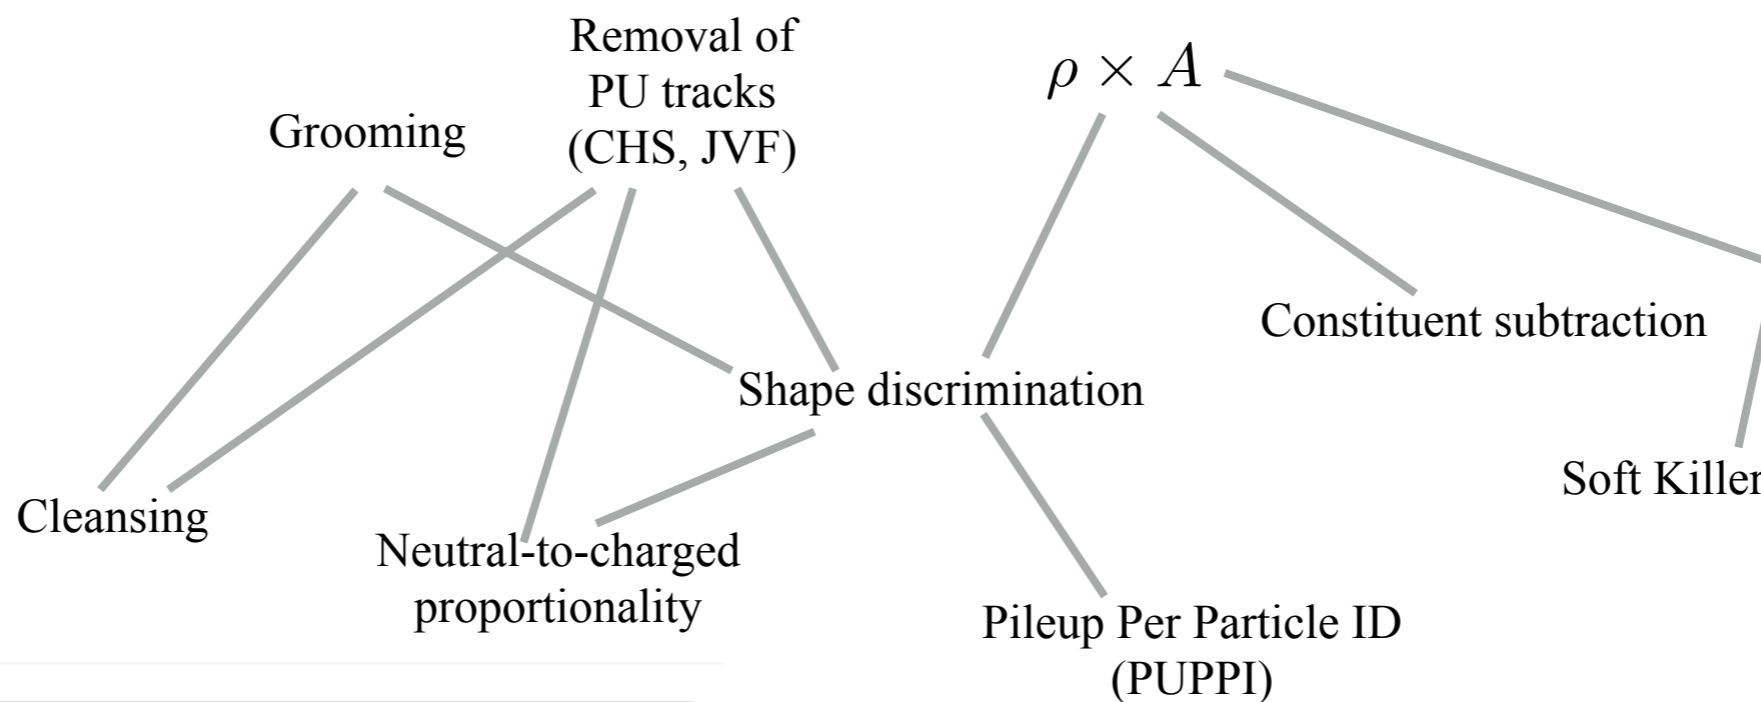 Removal of
PU tracks
(CHS, JVF)
Grooming
ρ × A
Constituent subtraction
Shape discrimination
Soft Killer
Cleansing
Neutral-to-charged
proportionality
Pileup Per Particle ID
(PUPPI)